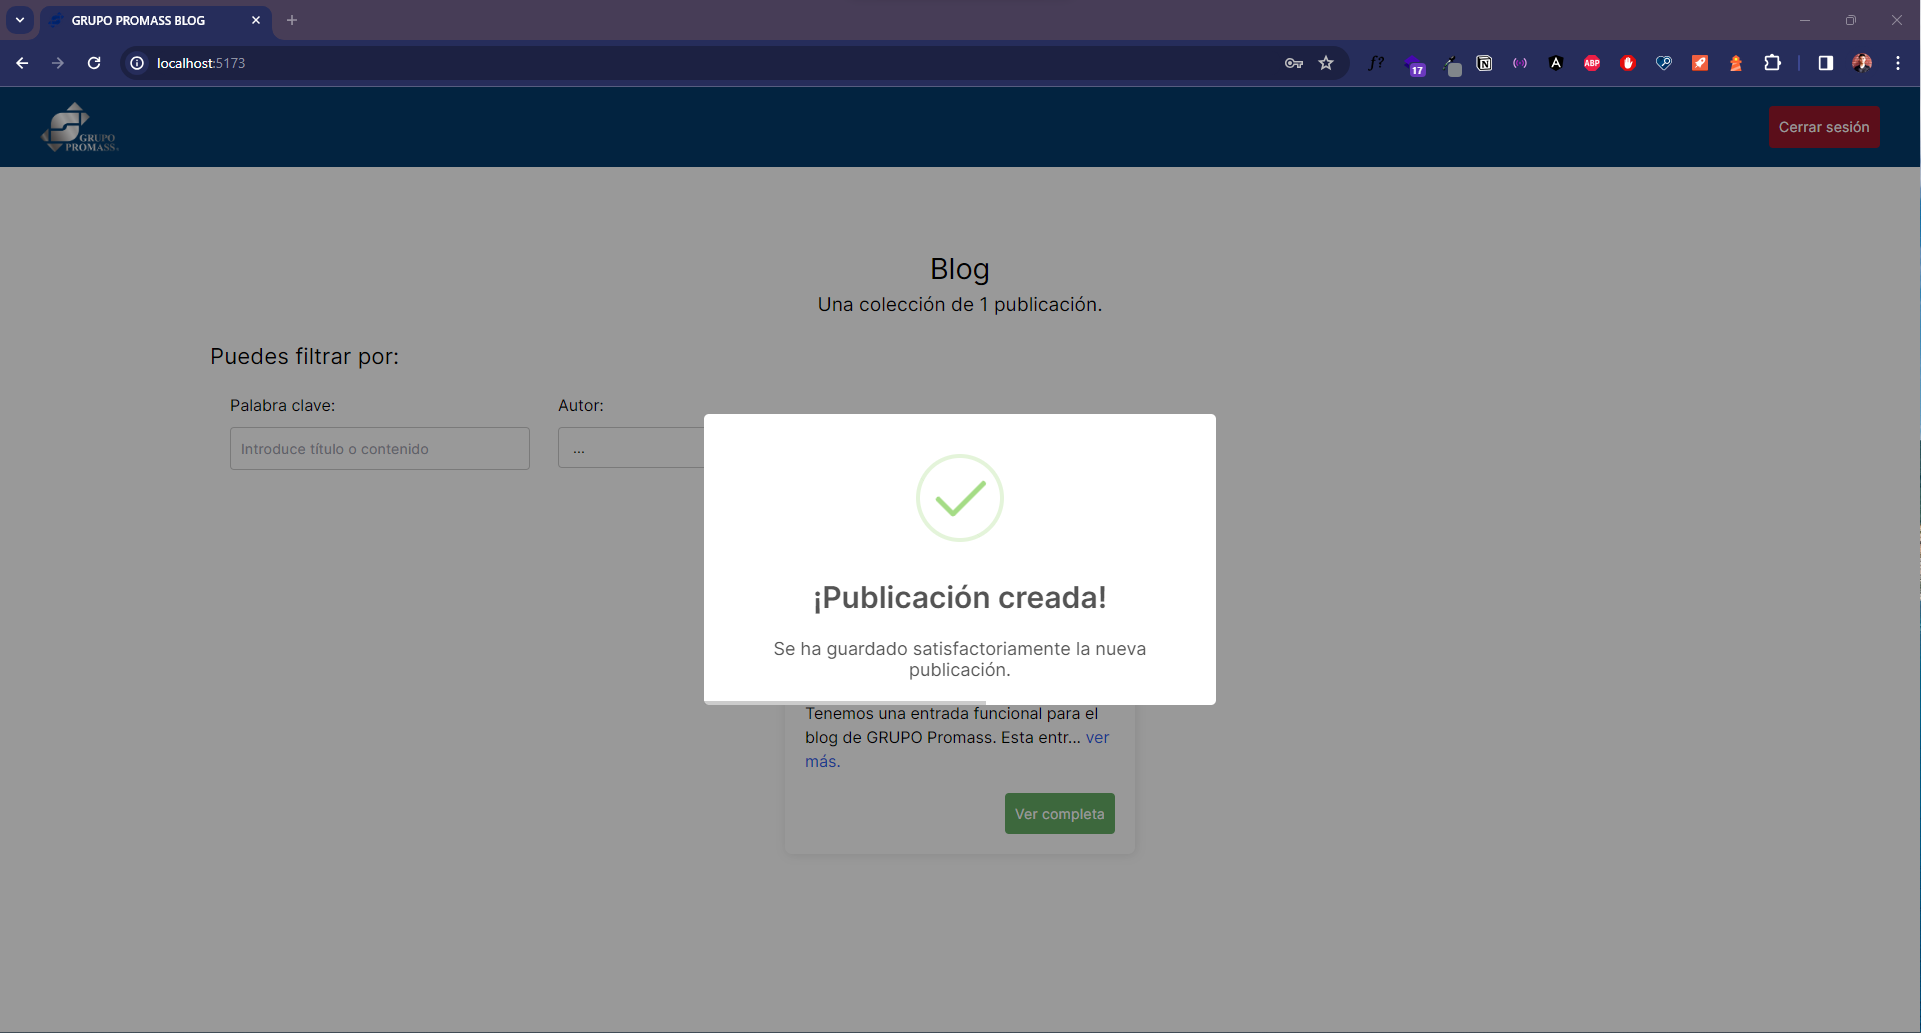 GRUPO PROMASS BLOG
localhost:5173
17
ABP
GRUPO
PROMASS
Cerrar sesión
Blog
Una colección de 1 publicación.
Puedes filtrar por:
Palabra clave:
Autor:
Introduce título o contenido
...
¡Publicación creada!
Se ha guardado satisfactoriamente la nueva
publicación.
Tenemos una entrada funcional para el
blog de GRUPO Promass. Esta entr... ver
más.
Ver completa